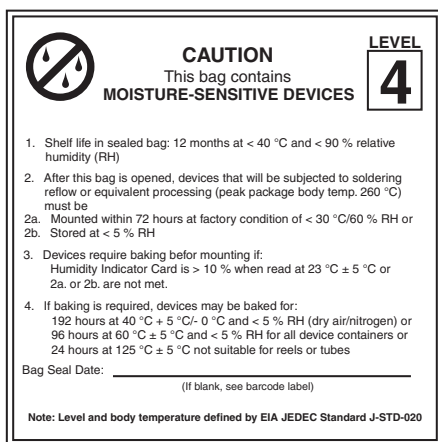 CAUTION
This bag contains
MOISTURE-SENSITIVE DEVICES
LEVEL
4
1. Shelf life in sealed bag: 12 months at < 40 °C and < 90 % relative
humidity (RH)
2. After this bag is opened, devices that will be subjected to soldering
reflow or equivalent processing (peak package body temp. 260 °C)
must be
2a. Mounted within 72 hours at factory condition of < 30 °C/60 % RH or
2b. Stored at < 5 % RH
3. Devices require baking befor mounting if:
Humidity Indicator Card is > 10 % when read at 23 °C ± 5 °C or
2a. or 2b. are not met.
4. If baking is required, devices may be baked for:
192 hours at 40 °C + 5 °C/- 0 °C and < 5 % RH (dry air/nitrogen) or
96 hours at 60 °C ± 5 °C and < 5 % RH for all device containers or
24 hours at 125 °C ± 5 °C not suitable for reels or tubes
Bag Seal Date:
(If blank, see barcode label)
Note: Level and body temperature defined by EIA JEDEC Standard J-STD-020